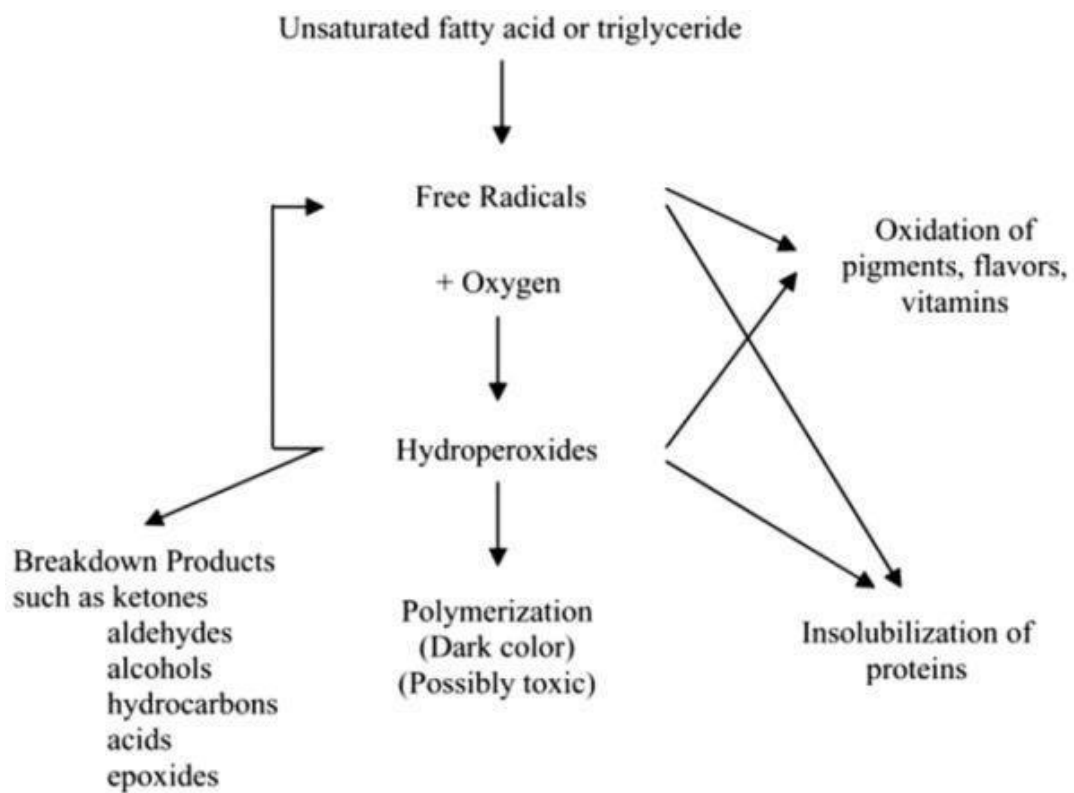 Unsaturated fatty acid or triglyceride
Free Radicals
+ Oxygen
Oxidation of
pigments, flavors,
vitamins
Hydroperoxides
Breakdown Products
such as ketones
aldehydes
alcohols
hydrocarbons
acids
epoxides
Polymerization
(Dark color)
(Possibly toxic)
Insolubilization of
proteins